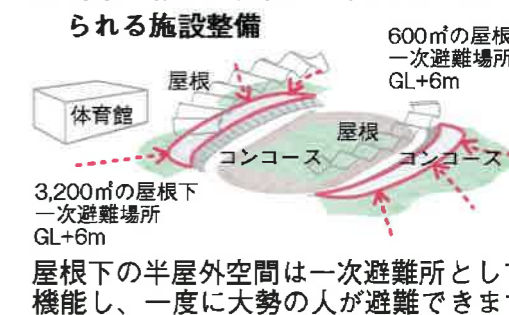 られる施設整備
600㎡の屋根
一次避難場所
GL+6m
屋根
体育館
屋根
コンコース
コンコース
3,200㎡の屋根下
一次避難場所
GL+6m
屋根下の半屋外空間は一次避難所として
機能し、一度に大勢の人が避難できます